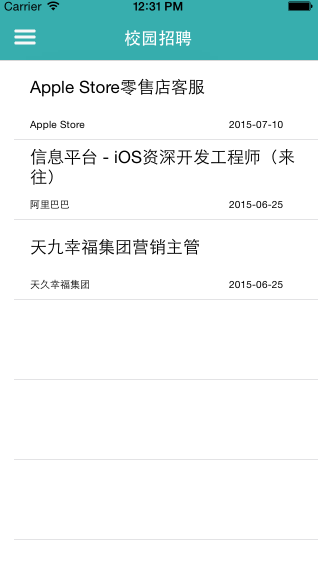 Carrier 12:31 PM
校园招聘
Apple Store零售店客服
Apple Store 2015-07-10
信息平台 - iOS资深开发工程师（来
往）
阿里巴巴 2015-06-25
天九幸福集团营销主管
天久幸福集团 2015-06-25